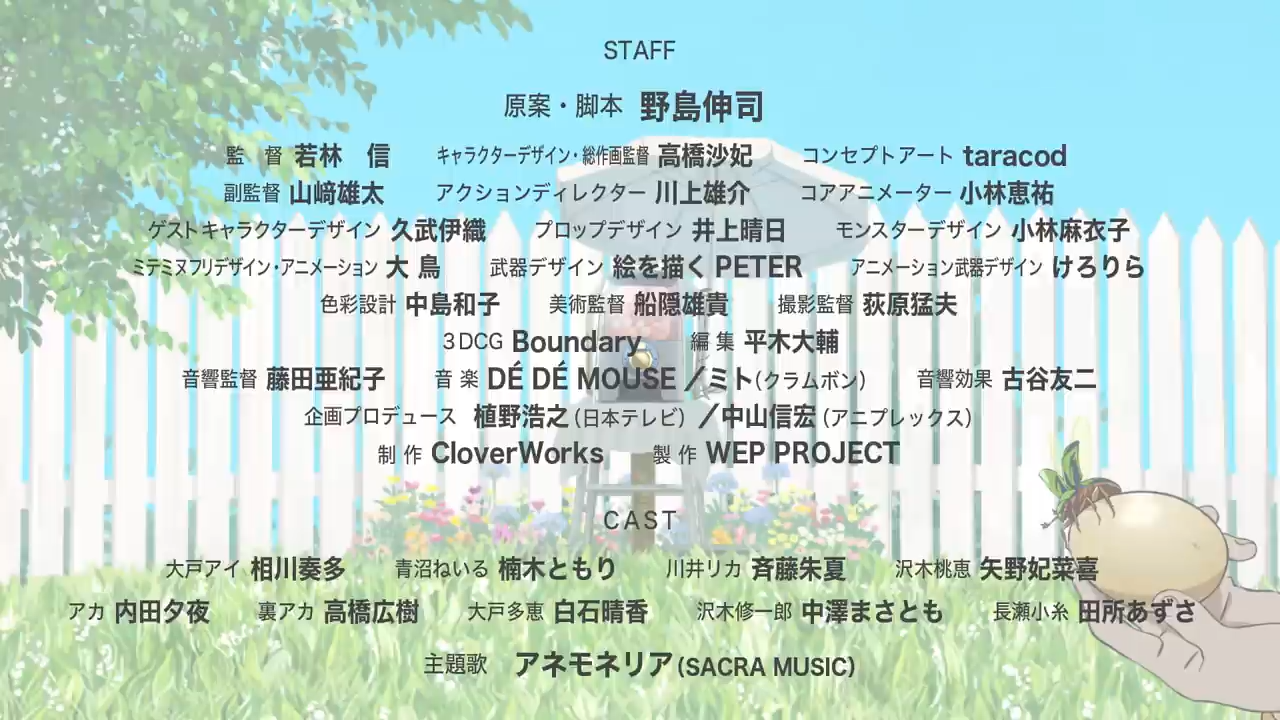 STAFF
原案・脚本 野島伸司
監 督 若林 信 キャラクターデザイン・総作画監督 高橋沙妃 コンセプトアート taracod
副監督 山﨑雄太 アクションディレクター 川上雄介 コアアニメーター 小林恵祐
ゲストキャラクターデザイン 久武伊織 プロップデザイン 井上晴日 モンスターデザイン 小林麻衣子
ミテミヌフリデザイン・アニメーション 大 鳥 武器デザイン 絵を描く PETER アニメーション武器デザイン けろりら
色彩設計 中島和子 美術監督 船隠雄貴 撮影監督 荻原猛夫
3DCG Boundary 編 集 平木大輔
音響監督 藤田亜紀子 音 楽 DÉ DÉ MOUSE／ミト(クラムボン) 音響効果 古谷友二
企画プロデュース 植野浩之(日本テレビ)／中山信宏(アニプレックス)
制 作 CloverWorks 製 作 WEP PROJECT
CAST
大戸アイ 相川奏多 青沼ねいる 楠木ともり 川井リカ 斉藤朱夏 沢木桃恵 矢野妃菜喜
アカ 内田夕夜 裏アカ 高橋広樹 大戸多恵 白石晴香 沢木修一郎 中澤まさとも 長瀬小糸 田所あずさ
主題歌 アネモネリア(SACRA MUSIC)